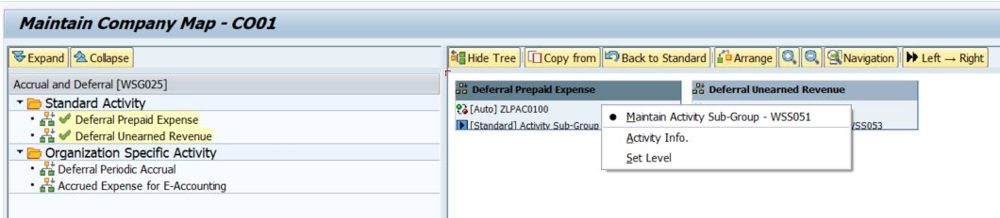 Maintain Company Map - CO01
Expand Collapse
Hide Tree Copy from Back to Standard Arrange Navigation Left → Right
Accrual and Deferral [WSG025]
Standard Activity
Deferral Prepaid Expense
Deferral Unearned Revenue
Organization Specific Activity
Deferral Periodic Accrual
Accrued Expense for E-Accounting
Deferral Prepaid Expense
[Auto] ZLPAC0100
[Standard] Activity Sub-Group
Deferral Unearned Revenue
Maintain Activity Sub-Group - WSS051
Activity Info.
Set Level